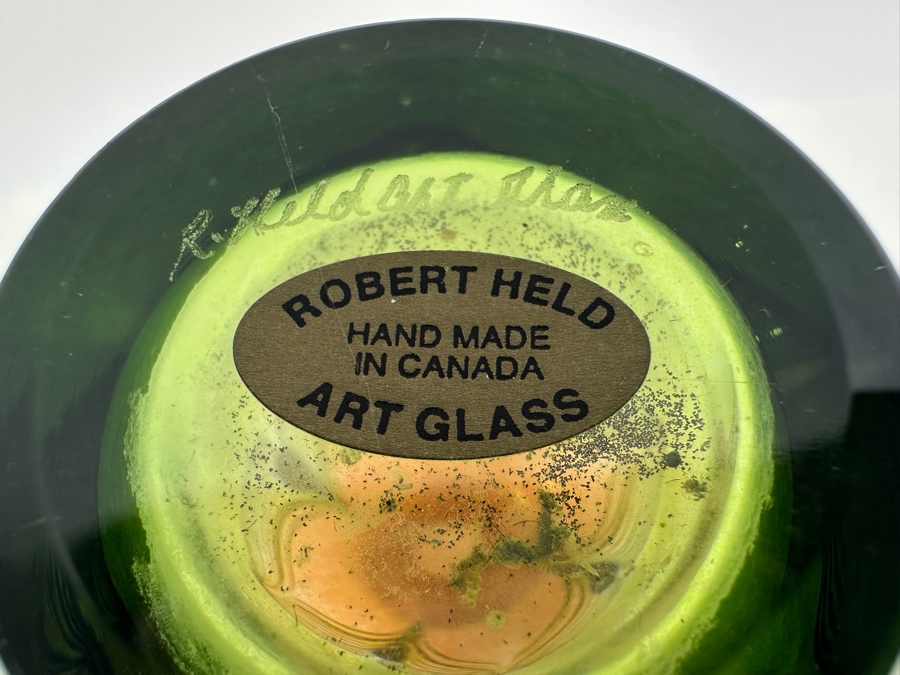 R. Held Art Glass
ROBERT HELD
HAND MADE
IN CANADA
ART GLASS